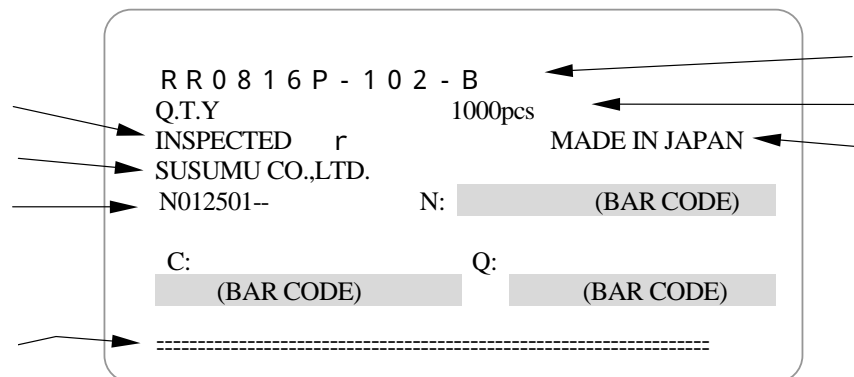 RR0816P-102-B
Q.T.Y 1000pcs
INSPECTED r MADE IN JAPAN
SUSUMU CO.,LTD.
N012501-- N: (BAR CODE)
C: Q:
(BAR CODE) (BAR CODE)